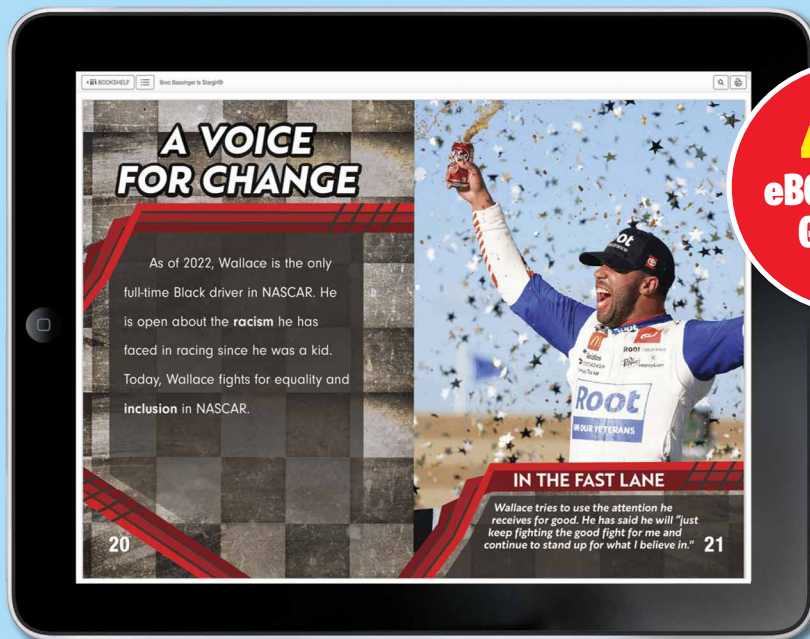 BOOKSHELF
Brec Bassinger Is Stargirl®
A VOICE
FOR CHANGE
As of 2022, Wallace is the only
full-time Black driver in NASCAR. He
is open about the racism he has
faced in racing since he was a kid.
Today, Wallace fights for equality and
inclusion in NASCAR.
20
Root
Root
DOORDASH
ROOT
Root
OUR VETERANS
IN THE FAST LANE
Wallace tries to use the attention he
receives for good. He has said he will "just
keep fighting the good fight for me and
continue to stand up for what I believe in."
21